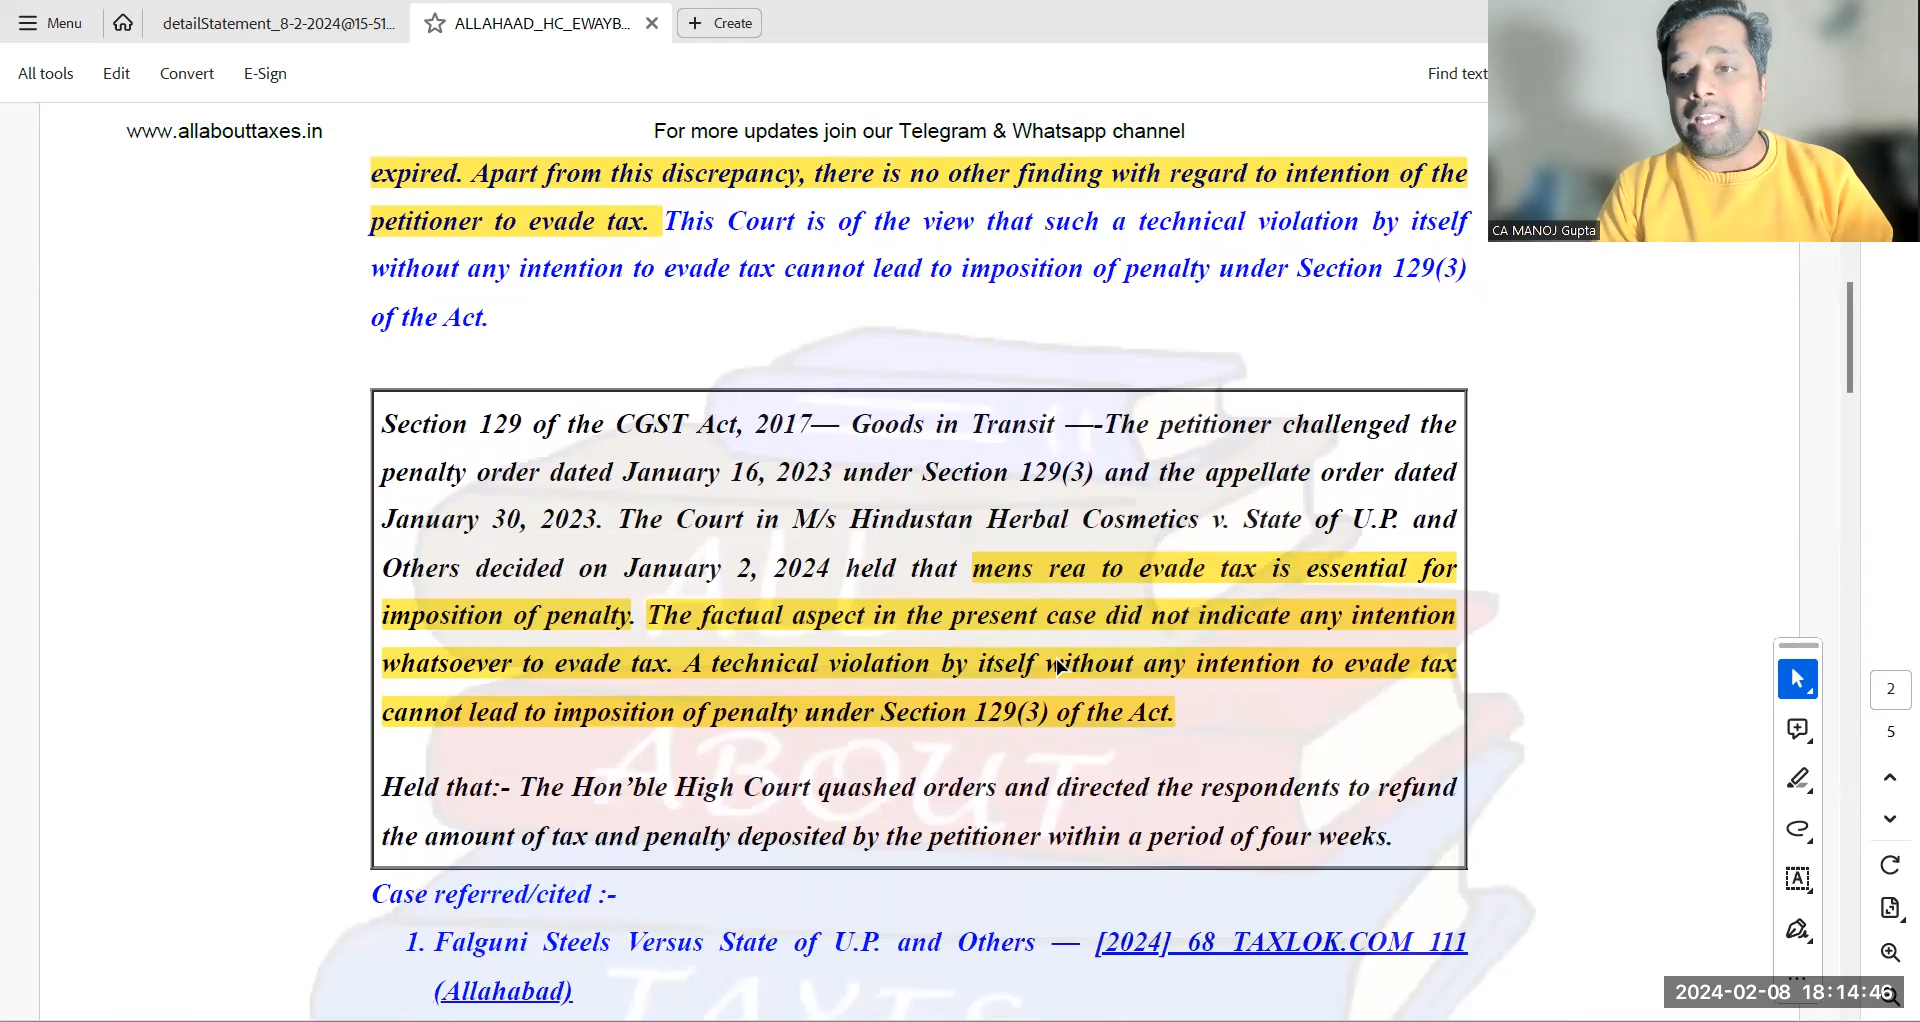 Menu
detailStatement_8-2-2024@15-51...
ALLAHAAD_HC_EWAYB...
Create
All tools
Edit
Convert
E-Sign
Find text
CA MANOJ Gupta
www.allabouttaxes.in
For more updates join our Telegram & Whatsapp channel
expired. Apart from this discrepancy, there is no other finding with regard to intention of the
petitioner to evade tax. This Court is of the view that such a technical violation by itself
without any intention to evade tax cannot lead to imposition of penalty under Section 129(3)
of the Act.
Section 129 of the CGST Act, 2017— Goods in Transit —-The petitioner challenged the
penalty order dated January 16, 2023 under Section 129(3) and the appellate order dated
January 30, 2023. The Court in M/s Hindustan Herbal Cosmetics v. State of U.P. and
Others decided on January 2, 2024 held that mens rea to evade tax is essential for
imposition of penalty. The factual aspect in the present case did not indicate any intention
whatsoever to evade tax. A technical violation by itself without any intention to evade tax
cannot lead to imposition of penalty under Section 129(3) of the Act.
Held that:- The Hon’ble High Court quashed orders and directed the respondents to refund
the amount of tax and penalty deposited by the petitioner within a period of four weeks.
Case referred/cited :-
1. Falguni Steels Versus State of U.P. and Others — [2024] 68 TAXLOK.COM 111
(Allahabad)
ALL
ABOUT
TAXES
2
5
2024-02-08 18:14:46